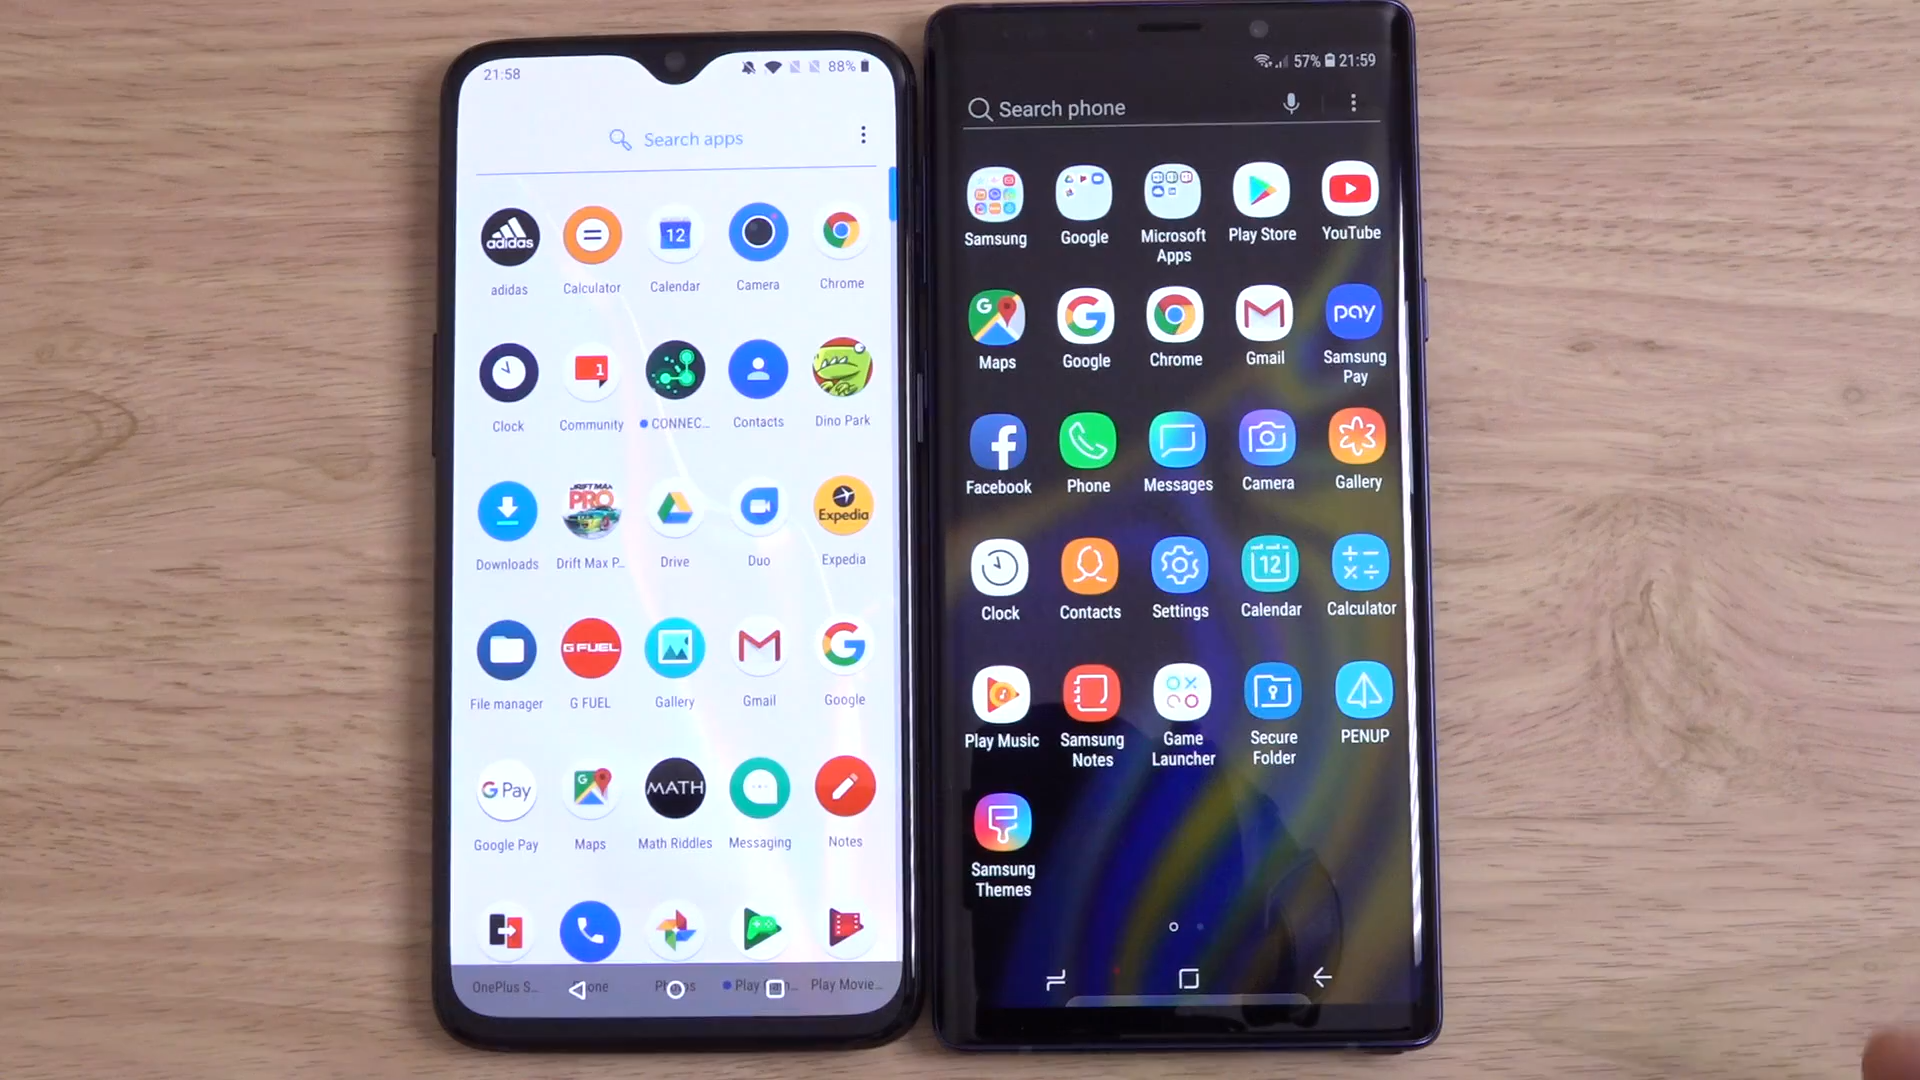 21:58
88%
Search apps
adidas
12
adidas
Calculator
Calendar
Camera
Chrome
1
Clock
Community
CONNEC...
Contacts
Dino Park
DRIFT MAX
PRO
Expedia
Downloads
Drift Max P...
Drive
Duo
Expedia
G FUEL
File manager
G FUEL
Gallery
Gmail
Google
G Pay
MATH
Google Pay
Maps
Math Riddles
Messaging
Notes
OnePlus S...
Play Movie...
57%
21:59
Search phone
Samsung
Google
Microsoft
Apps
Play Store
YouTube
pay
Maps
Google
Chrome
Gmail
Samsung
Pay
Facebook
Phone
Messages
Camera
Gallery
12
Clock
Contacts
Settings
Calendar
Calculator
Play Music
Samsung
Notes
Game
Launcher
Secure
Folder
PENUP
Samsung
Themes